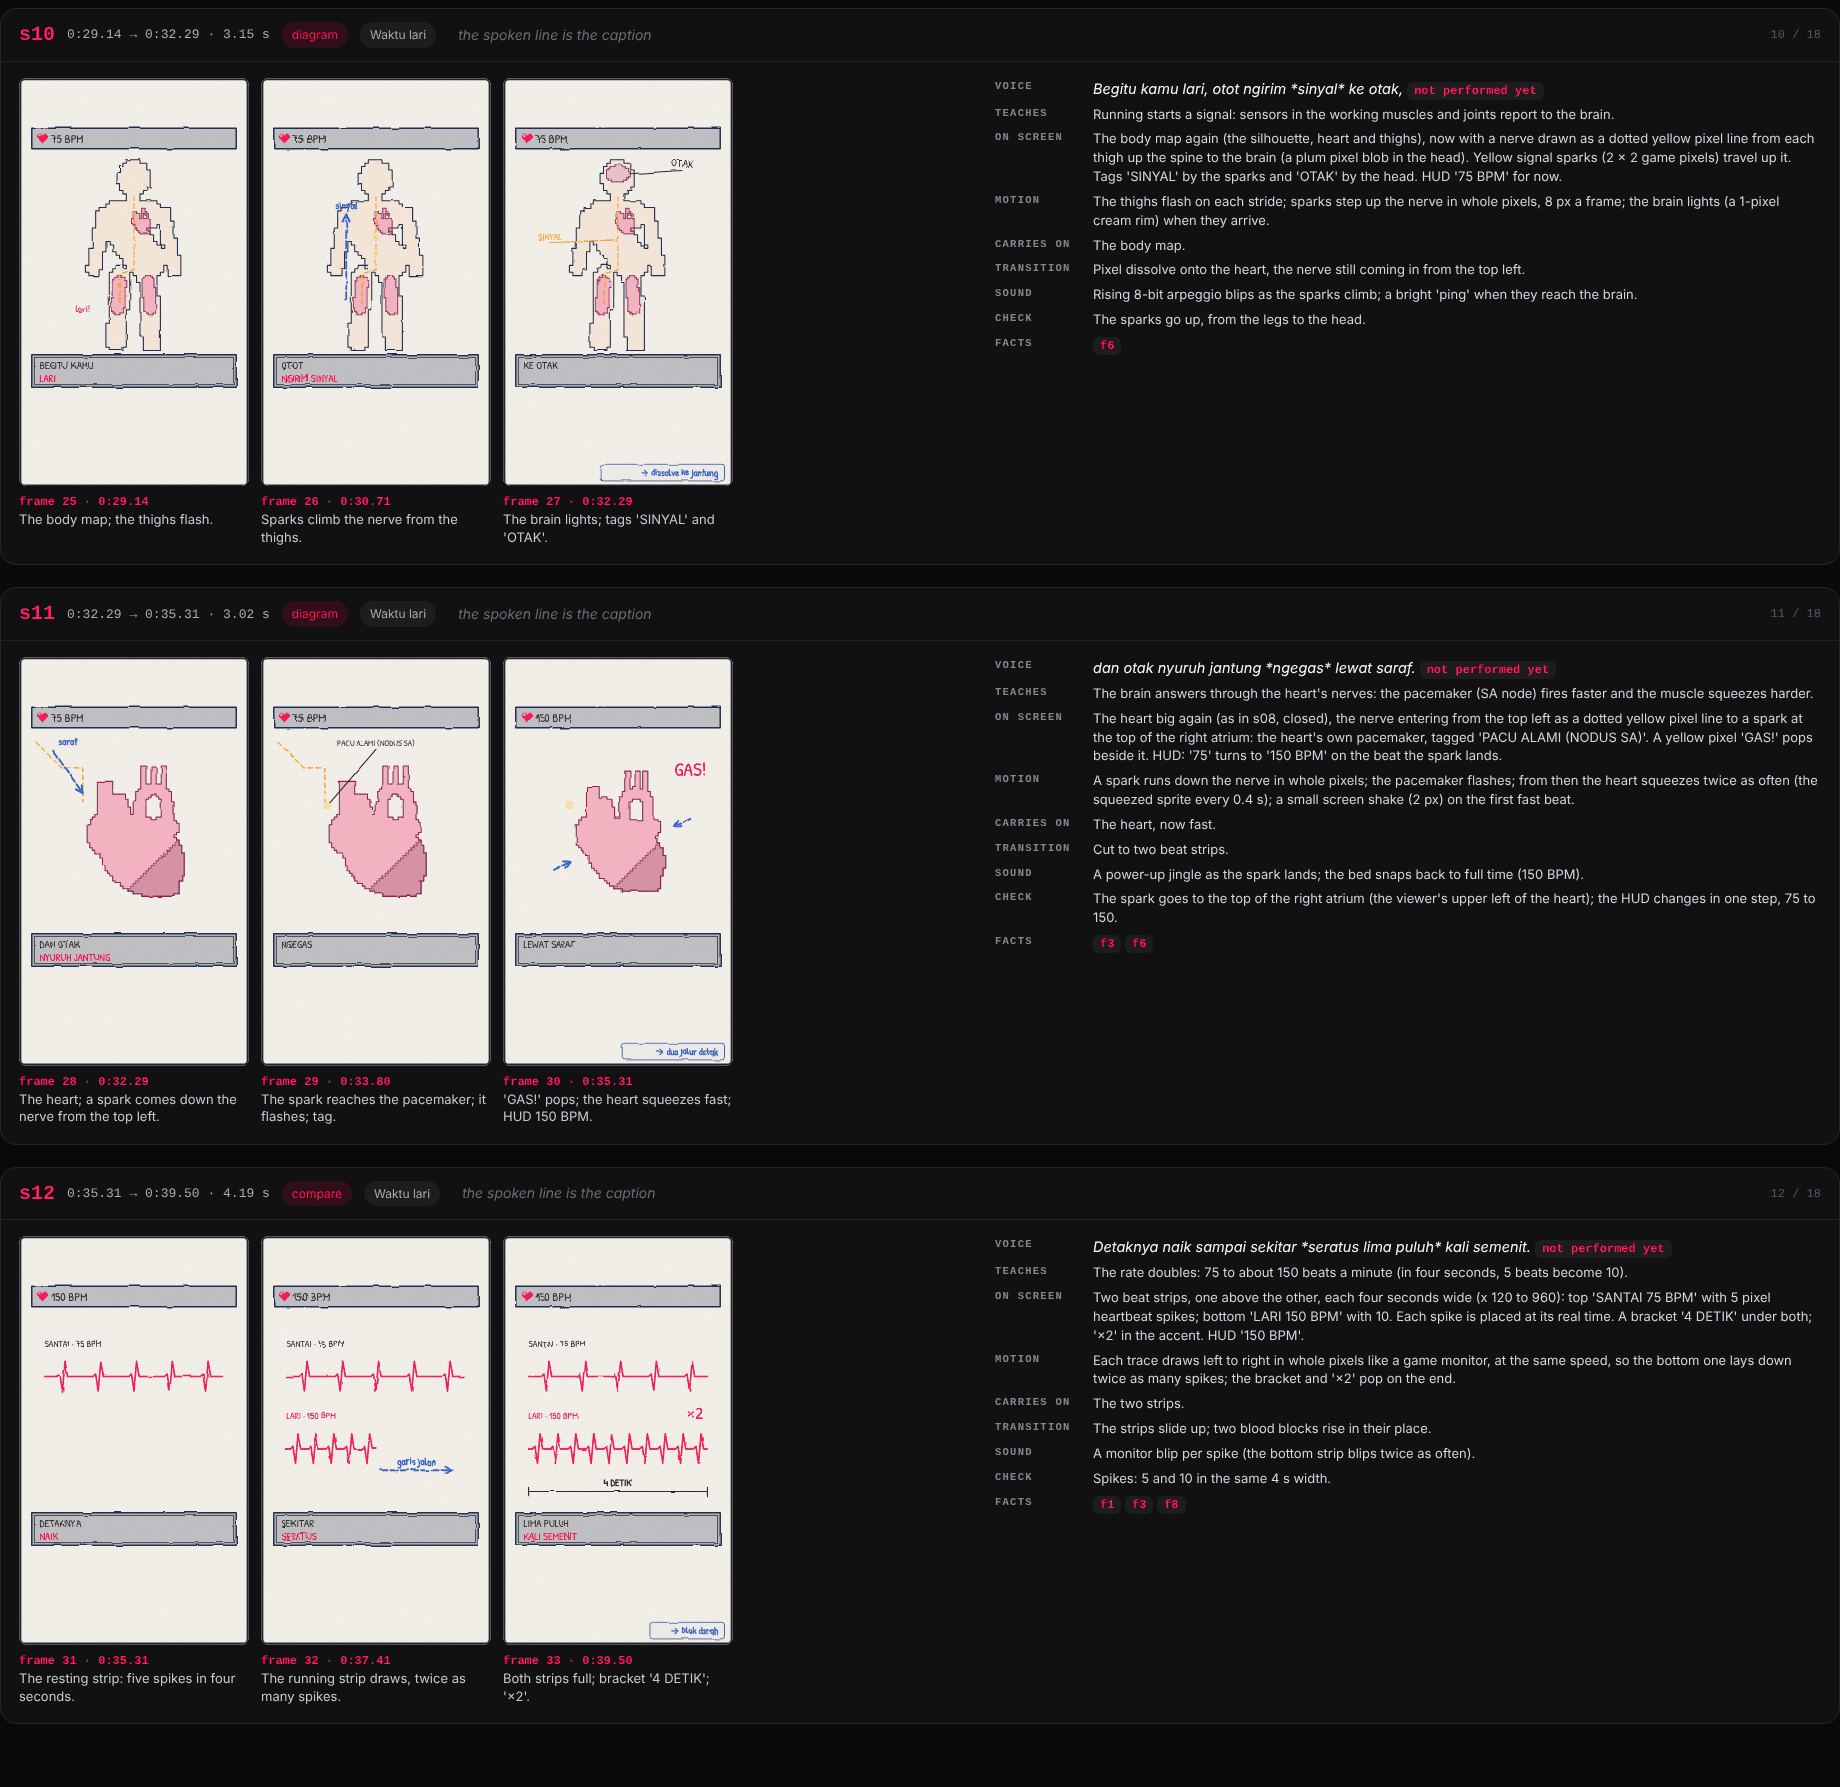 s10 0:29.14 → 0:32.29 · 3.15 s diagram Waktu lari the spoken line is the caption 10 / 18
75 BPM
lari!
BEGITU KAMU
LARI
frame 25 · 0:29.14
The body map; the thighs flash.
75 BPM
sinyal
OTOT
NGIRIM SINYAL
frame 26 · 0:30.71
Sparks climb the nerve from the
thighs.
75 BPM
OTAK
SINYAL
KE OTAK
→ dissolve ke jantung
frame 27 · 0:32.29
The brain lights; tags 'SINYAL' and
'OTAK'.
VOICE Begitu kamu lari, otot ngirim *sinyal* ke otak, not performed yet
TEACHES Running starts a signal: sensors in the working muscles and joints report to the brain.
ON SCREEN The body map again (the silhouette, heart and thighs), now with a nerve drawn as a dotted yellow pixel line from each
thigh up the spine to the brain (a plum pixel blob in the head). Yellow signal sparks (2 × 2 game pixels) travel up it.
Tags 'SINYAL' by the sparks and 'OTAK' by the head. HUD '75 BPM' for now.
MOTION The thighs flash on each stride; sparks step up the nerve in whole pixels, 8 px a frame; the brain lights (a 1-pixel
cream rim) when they arrive.
CARRIES ON The body map.
TRANSITION Pixel dissolve onto the heart, the nerve still coming in from the top left.
SOUND Rising 8-bit arpeggio blips as the sparks climb; a bright 'ping' when they reach the brain.
CHECK The sparks go up, from the legs to the head.
FACTS f6
s11 0:32.29 → 0:35.31 · 3.02 s diagram Waktu lari the spoken line is the caption 11 / 18
75 BPM
saraf
DAN OTAK
NYURUH JANTUNG
frame 28 · 0:32.29
The heart; a spark comes down the
nerve from the top left.
75 BPM
PACU ALAMI (NODUS SA)
NGEGAS
frame 29 · 0:33.80
The spark reaches the pacemaker; it
flashes; tag.
150 BPM
GAS!
LEWAT SARAF
→ dua jalur detak
frame 30 · 0:35.31
'GAS!' pops; the heart squeezes fast;
HUD 150 BPM.
VOICE dan otak nyuruh jantung *ngegas* lewat saraf. not performed yet
TEACHES The brain answers through the heart's nerves: the pacemaker (SA node) fires faster and the muscle squeezes harder.
ON SCREEN The heart big again (as in s08, closed), the nerve entering from the top left as a dotted yellow pixel line to a spark at
the top of the right atrium: the heart's own pacemaker, tagged 'PACU ALAMI (NODUS SA)'. A yellow pixel 'GAS!' pops
beside it. HUD: '75' turns to '150 BPM' on the beat the spark lands.
MOTION A spark runs down the nerve in whole pixels; the pacemaker flashes; from then the heart squeezes twice as often (the
squeezed sprite every 0.4 s); a small screen shake (2 px) on the first fast beat.
CARRIES ON The heart, now fast.
TRANSITION Cut to two beat strips.
SOUND A power-up jingle as the spark lands; the bed snaps back to full time (150 BPM).
CHECK The spark goes to the top of the right atrium (the viewer's upper left of the heart); the HUD changes in one step, 75 to
150.
FACTS f3 f6
s12 0:35.31 → 0:39.50 · 4.19 s compare Waktu lari the spoken line is the caption 12 / 18
150 BPM
SANTAI · 75 BPM
DETAKNYA
NAIK
frame 31 · 0:35.31
The resting strip: five spikes in four
seconds.
150 BPM
SANTAI · 75 BPM
LARI · 150 BPM
garis jalan
SEKITAR
SERATUS
frame 32 · 0:37.41
The running strip draws, twice as
many spikes.
150 BPM
SANTAI · 75 BPM
LARI · 150 BPM
×2
4 DETIK
LIMA PULUH
KALI SEMENIT
→ blok darah
frame 33 · 0:39.50
Both strips full; bracket '4 DETIK';
'×2'.
VOICE Detaknya naik sampai sekitar *seratus lima puluh* kali semenit. not performed yet
TEACHES The rate doubles: 75 to about 150 beats a minute (in four seconds, 5 beats become 10).
ON SCREEN Two beat strips, one above the other, each four seconds wide (x 120 to 960): top 'SANTAI 75 BPM' with 5 pixel
heartbeat spikes; bottom 'LARI 150 BPM' with 10. Each spike is placed at its real time. A bracket '4 DETIK' under both;
'×2' in the accent. HUD '150 BPM'.
MOTION Each trace draws left to right in whole pixels like a game monitor, at the same speed, so the bottom one lays down
twice as many spikes; the bracket and '×2' pop on the end.
CARRIES ON The two strips.
TRANSITION The strips slide up; two blood blocks rise in their place.
SOUND A monitor blip per spike (the bottom strip blips twice as often).
CHECK Spikes: 5 and 10 in the same 4 s width.
FACTS f1 f3 f8